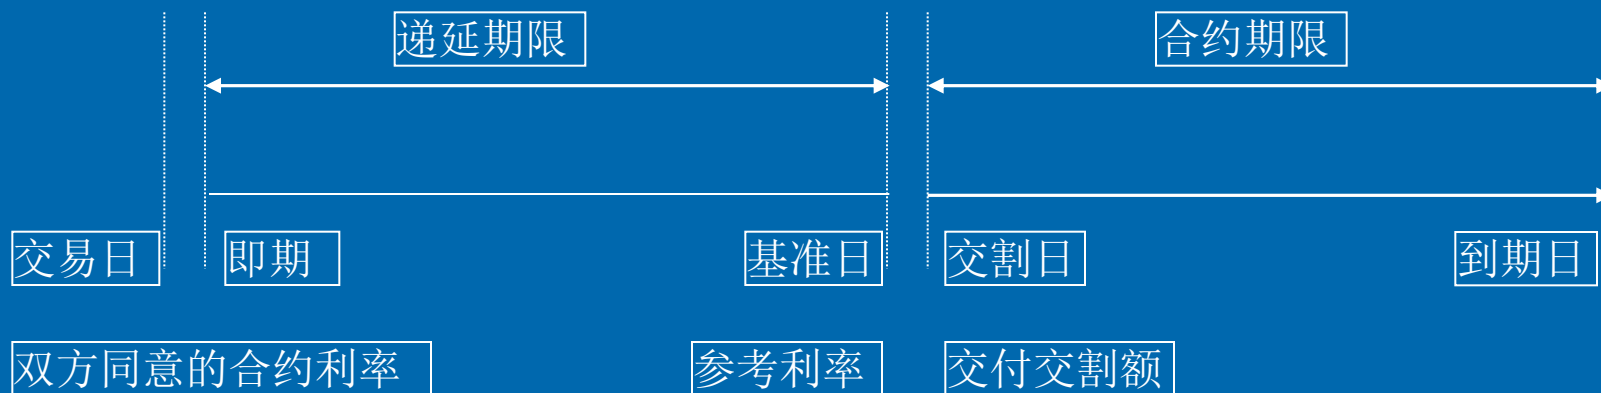 递延期限 合约期限
交易日 即期 基准日 交割日 到期日
双方同意的合约利率 参考利率 交付交割额